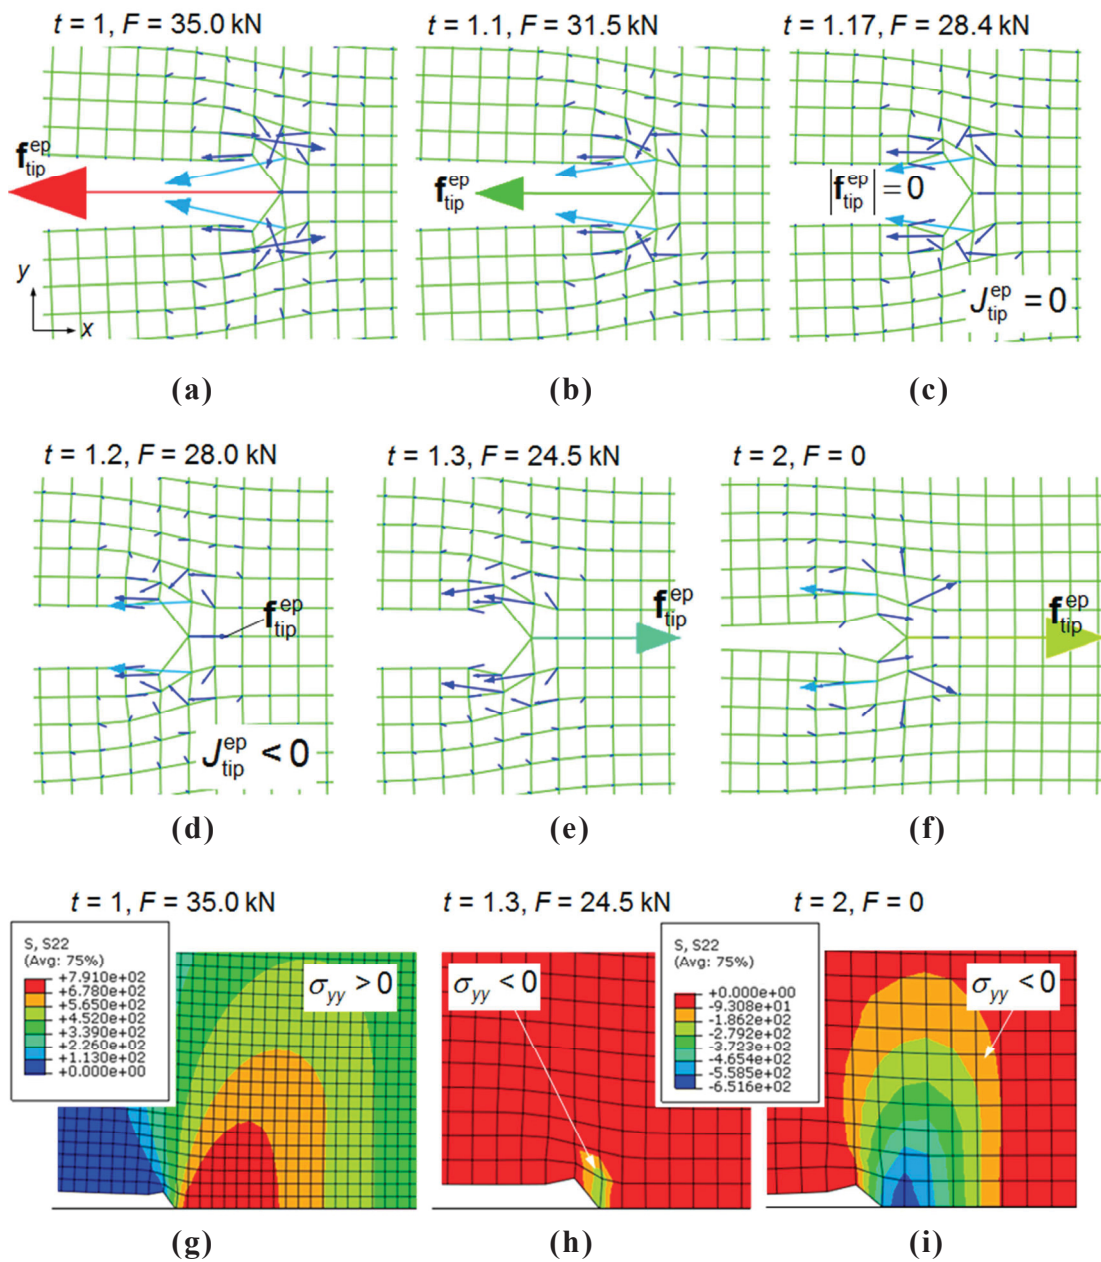 t = 1, F = 35.0 kN
t = 1.1, F = 31.5 kN
t = 1.17, F = 28.4 kN
f_tip^ep
f_tip^ep
|f_tip^ep| = 0
y
x
J_tip^ep = 0
(a)
(b)
(c)
t = 1.2, F = 28.0 kN
t = 1.3, F = 24.5 kN
t = 2, F = 0
f_tip^ep
f_tip^ep
f_tip^ep
J_tip^ep < 0
(d)
(e)
(f)
t = 1, F = 35.0 kN
t = 1.3, F = 24.5 kN
t = 2, F = 0
S, S22
(Avg: 75%)
+7.910e+02
+6.780e+02
+5.650e+02
+4.520e+02
+3.390e+02
+2.260e+02
+1.130e+02
+0.000e+00
σ_yy > 0
σ_yy < 0
S, S22
(Avg: 75%)
+0.000e+00
-9.308e+01
-1.862e+02
-2.792e+02
-3.723e+02
-4.654e+02
-5.585e+02
-6.516e+02
σ_yy < 0
(g)
(h)
(i)